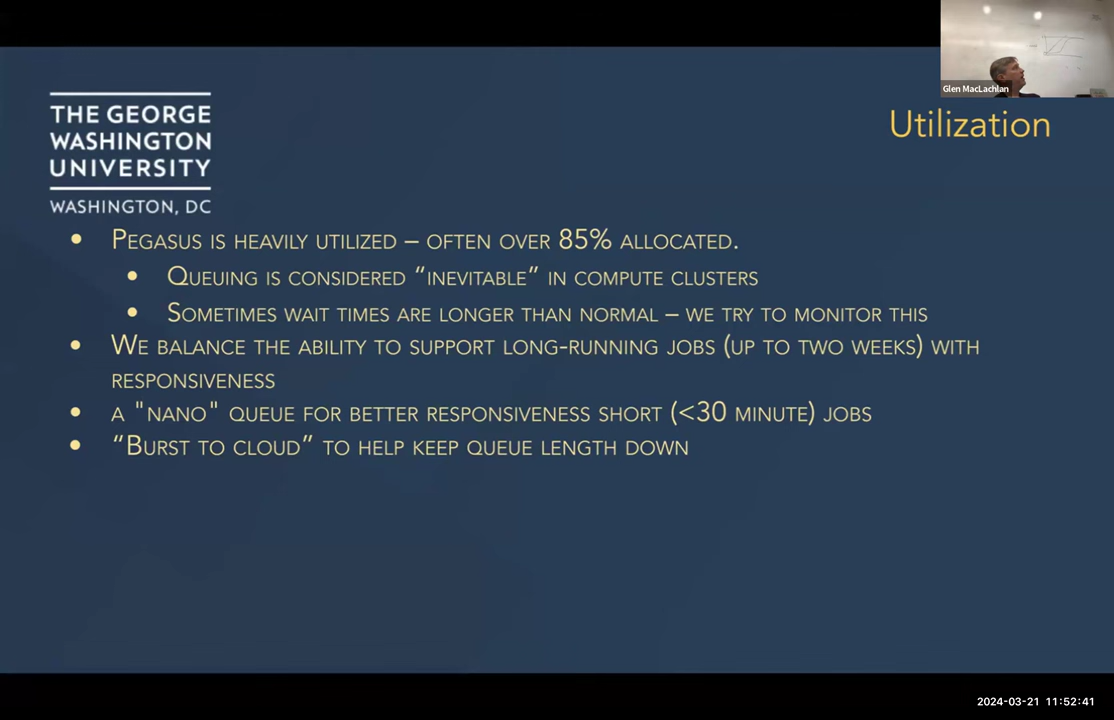 Glen MacLachlan
THE GEORGE
WASHINGTON
UNIVERSITY
WASHINGTON, DC
Utilization
• Pegasus is heavily utilized – often over 85% allocated.
• Queuing is considered “inevitable” in compute clusters
• Sometimes wait times are longer than normal – we try to monitor this
• We balance the ability to support long-running jobs (up to two weeks) with
responsiveness
• a "nano" queue for better responsiveness short (<30 minute) jobs
• “Burst to cloud” to help keep queue length down
2024-03-21 11:52:41